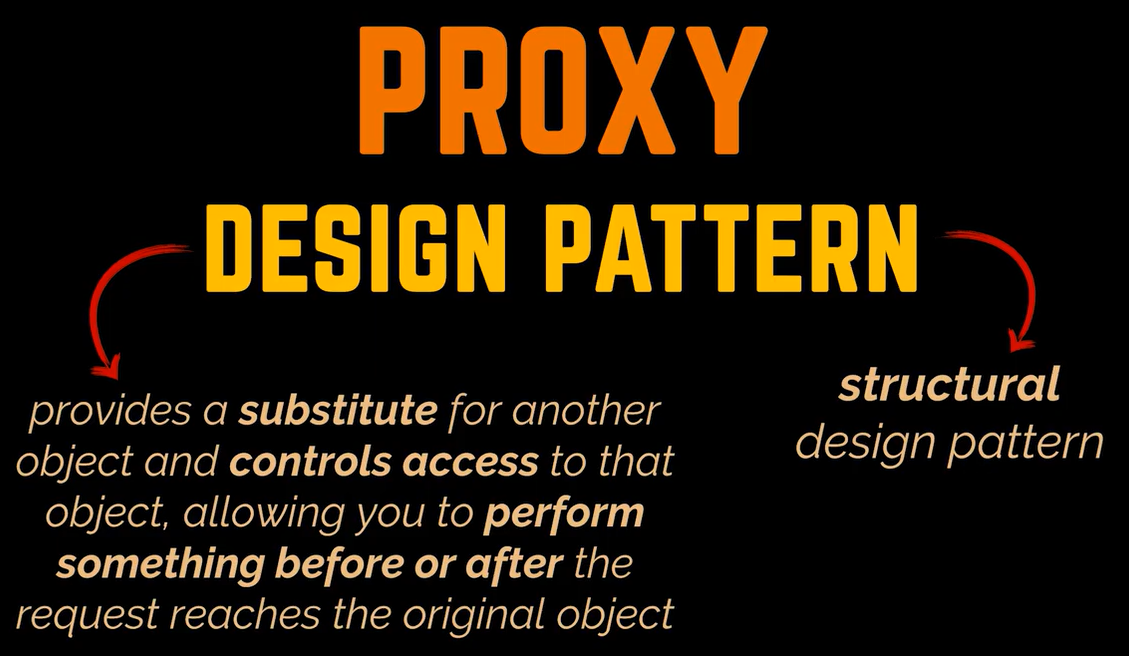 PROXY
DESIGN PATTERN
provides a substitute for another
object and controls access to that
object, allowing you to perform
something before or after the
request reaches the original object
structural
design pattern